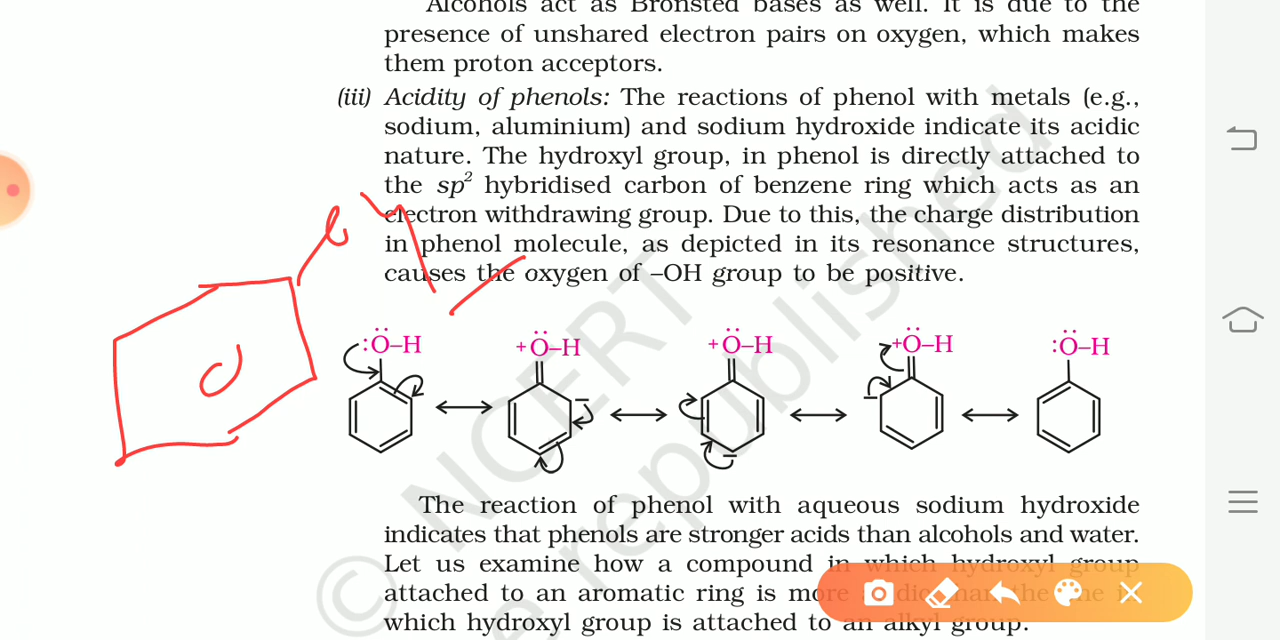 Alcohols act as Bronsted bases as well. It is due to the
presence of unshared electron pairs on oxygen, which makes
them proton acceptors.
(iii) Acidity of phenols: The reactions of phenol with metals (e.g.,
sodium, aluminium) and sodium hydroxide indicate its acidic
nature. The hydroxyl group, in phenol is directly attached to
the sp² hybridised carbon of benzene ring which acts as an
electron withdrawing group. Due to this, the charge distribution
in phenol molecule, as depicted in its resonance structures,
causes the oxygen of –OH group to be positive.
:Ö–H +Ö–H +Ö–H +Ö–H :Ö–H
The reaction of phenol with aqueous sodium hydroxide
indicates that phenols are stronger acids than alcohols and water.
Let us examine how a compound in which hydroxyl group
attached to an aromatic ring is more the in
which hydroxyl group is attached to an alkyl group.
© NCERT
republished